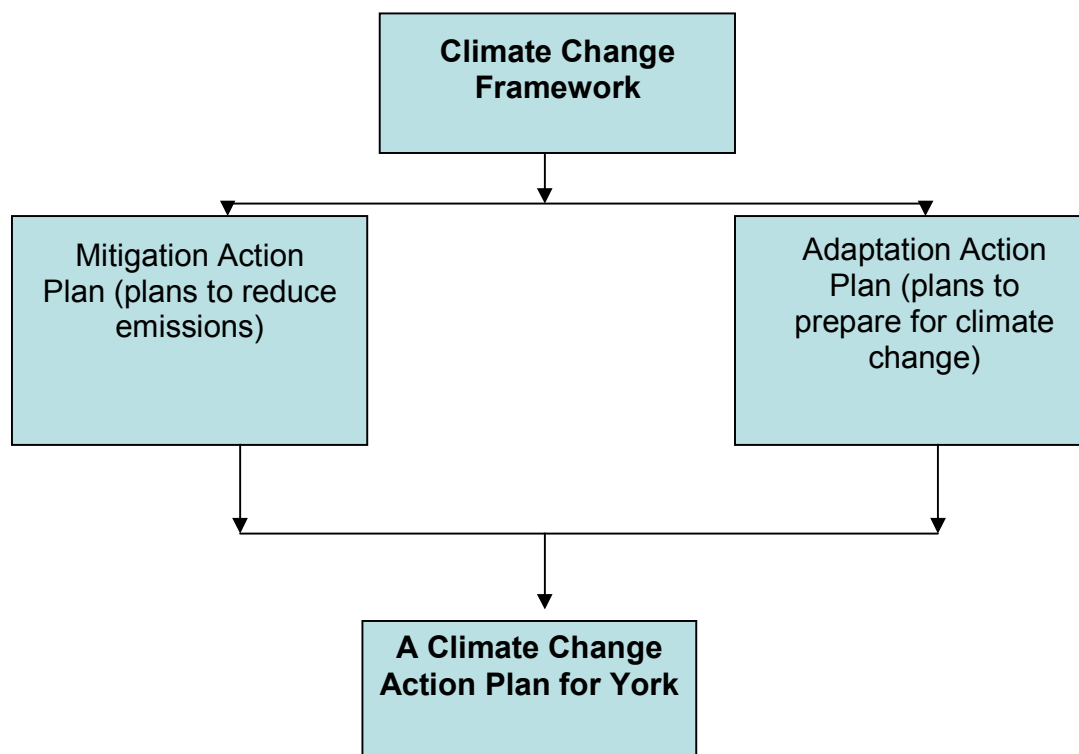 Climate Change
Framework
Mitigation Action
Plan (plans to reduce
emissions)
Adaptation Action
Plan (plans to
prepare for climate
change)
A Climate Change
Action Plan for York